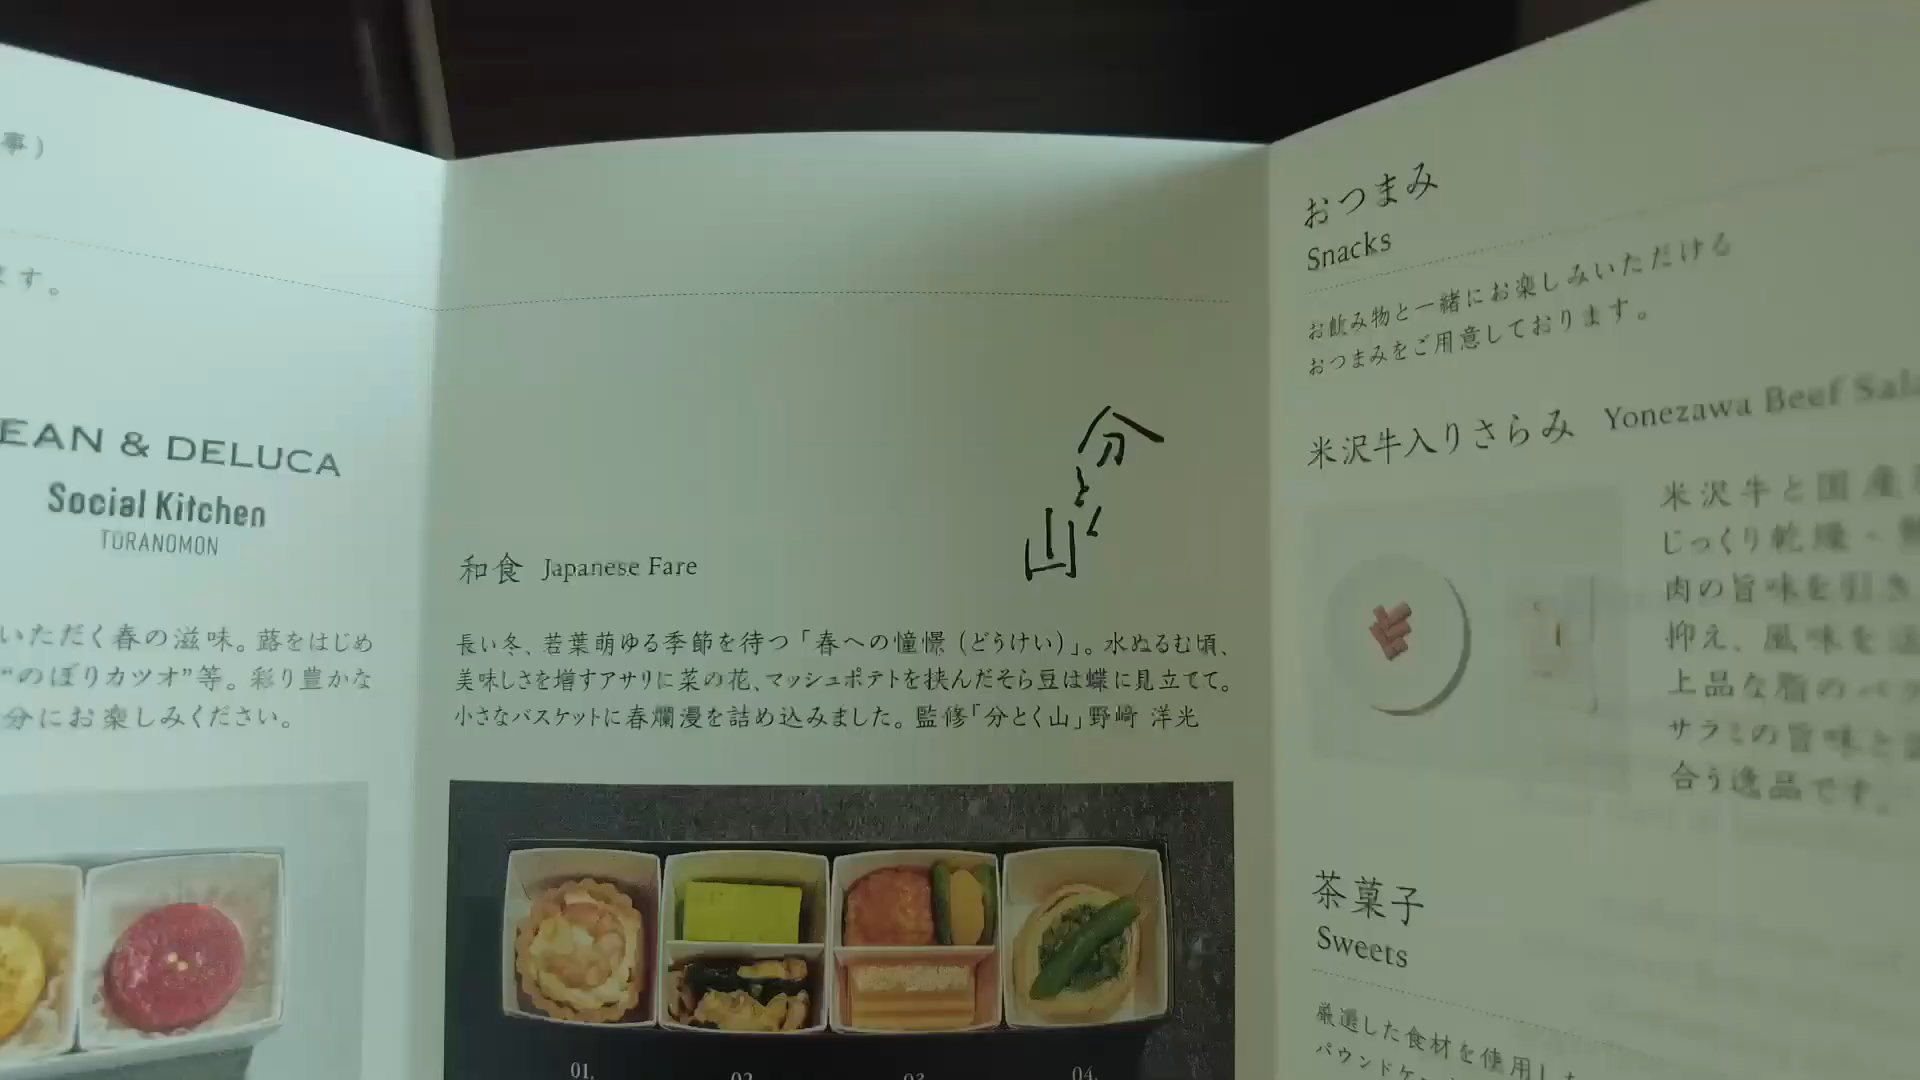 事）
ます。
EAN & DELUCA
Social Kitchen
TORANOMON
いただく春の滋味。蕗をはじめ
“のぼりカツオ”等。彩り豊かな
分にお楽しみください。
分とく山
和食 Japanese Fare
長い冬、若葉萌ゆる季節を待つ「春への憧憬（どうけい）」。水ぬるむ頃、
美味しさを増すアサリに菜の花、マッシュポテトを挟んだそら豆は蝶に見立てて。
小さなバスケットに春爛漫を詰め込みました。監修「分とく山」野﨑 洋光
01.
02
03
04.
おつまみ
Snacks
お飲み物と一緒にお楽しみいただける
おつまみをご用意しております。
米沢牛入りさらみ Yonezawa Beef Sala
米沢牛と国産
じっくり乾燥・
肉の旨味を引き
抑え、風味を
上品な脂の
サラミの旨味と
合う逸品です。
茶菓子
Sweets
厳選した食材を使用した
パウンドケー